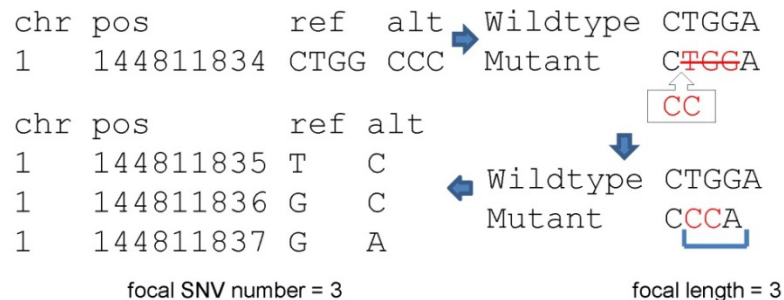 chr pos ref alt
1 144811834 CTGG CCC
Wildtype CTGGA
Mutant CTGGA
CC
Wildtype CTGGA
Mutant CCCA
chr pos ref alt
1 144811835 T C
1 144811836 G C
1 144811837 G A
focal SNV number = 3
focal length = 3